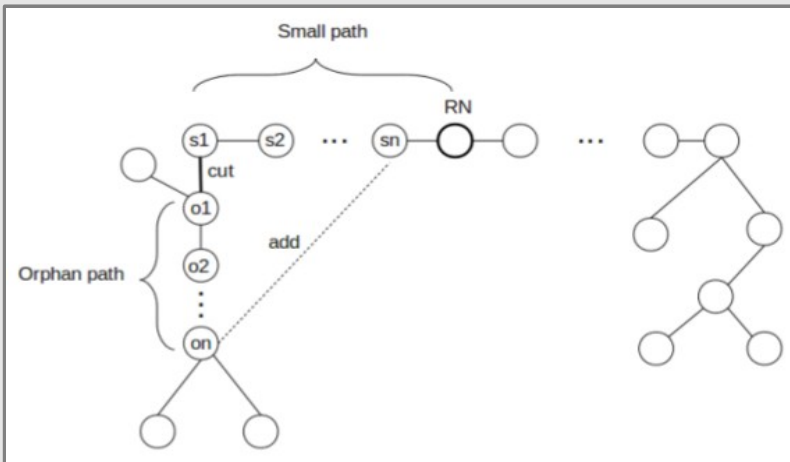 Small path
RN
s1 s2 ... sn ...
cut
o1
add
o2
Orphan path
on